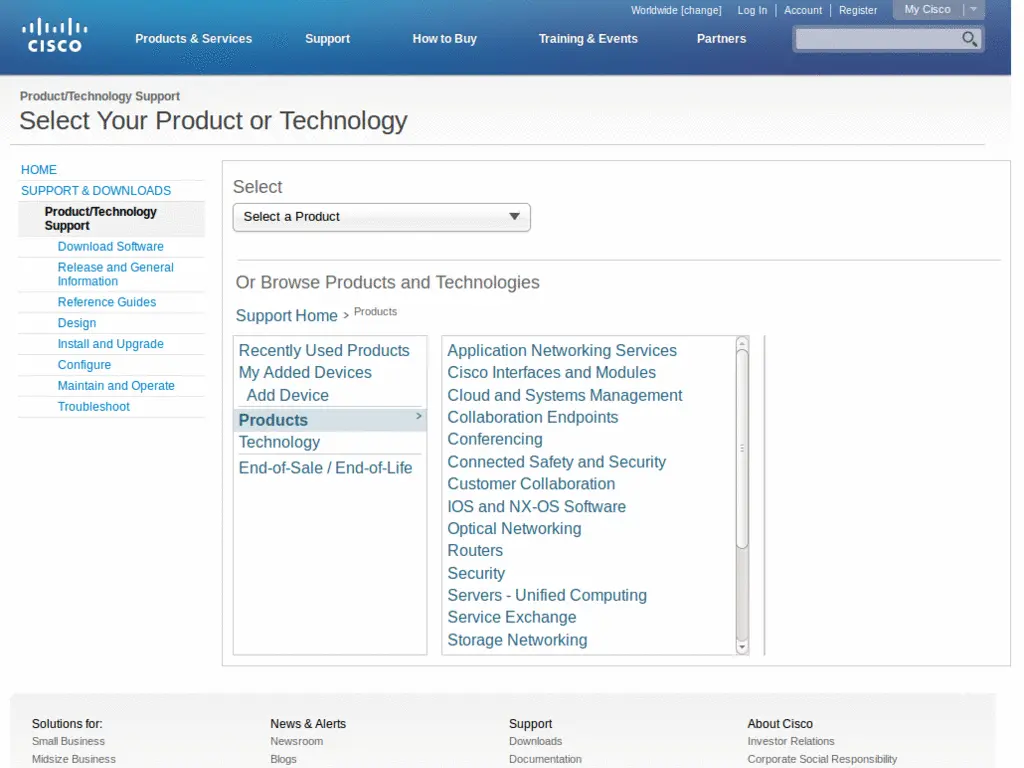 Worldwide [change] Log In Account Register My Cisco
CISCO
Products & Services Support How to Buy Training & Events Partners
Product/Technology Support
Select Your Product or Technology
HOME
SUPPORT & DOWNLOADS
Product/Technology
Support
Download Software
Release and General
Information
Reference Guides
Design
Install and Upgrade
Configure
Maintain and Operate
Troubleshoot
Select
Select a Product
Or Browse Products and Technologies
Support Home > Products
Recently Used Products
My Added Devices
Add Device
Products >
Technology
End-of-Sale / End-of-Life
Application Networking Services
Cisco Interfaces and Modules
Cloud and Systems Management
Collaboration Endpoints
Conferencing
Connected Safety and Security
Customer Collaboration
IOS and NX-OS Software
Optical Networking
Routers
Security
Servers - Unified Computing
Service Exchange
Storage Networking
Solutions for:
Small Business
Midsize Business
News & Alerts
Newsroom
Blogs
Support
Downloads
Documentation
About Cisco
Investor Relations
Corporate Social Responsibility